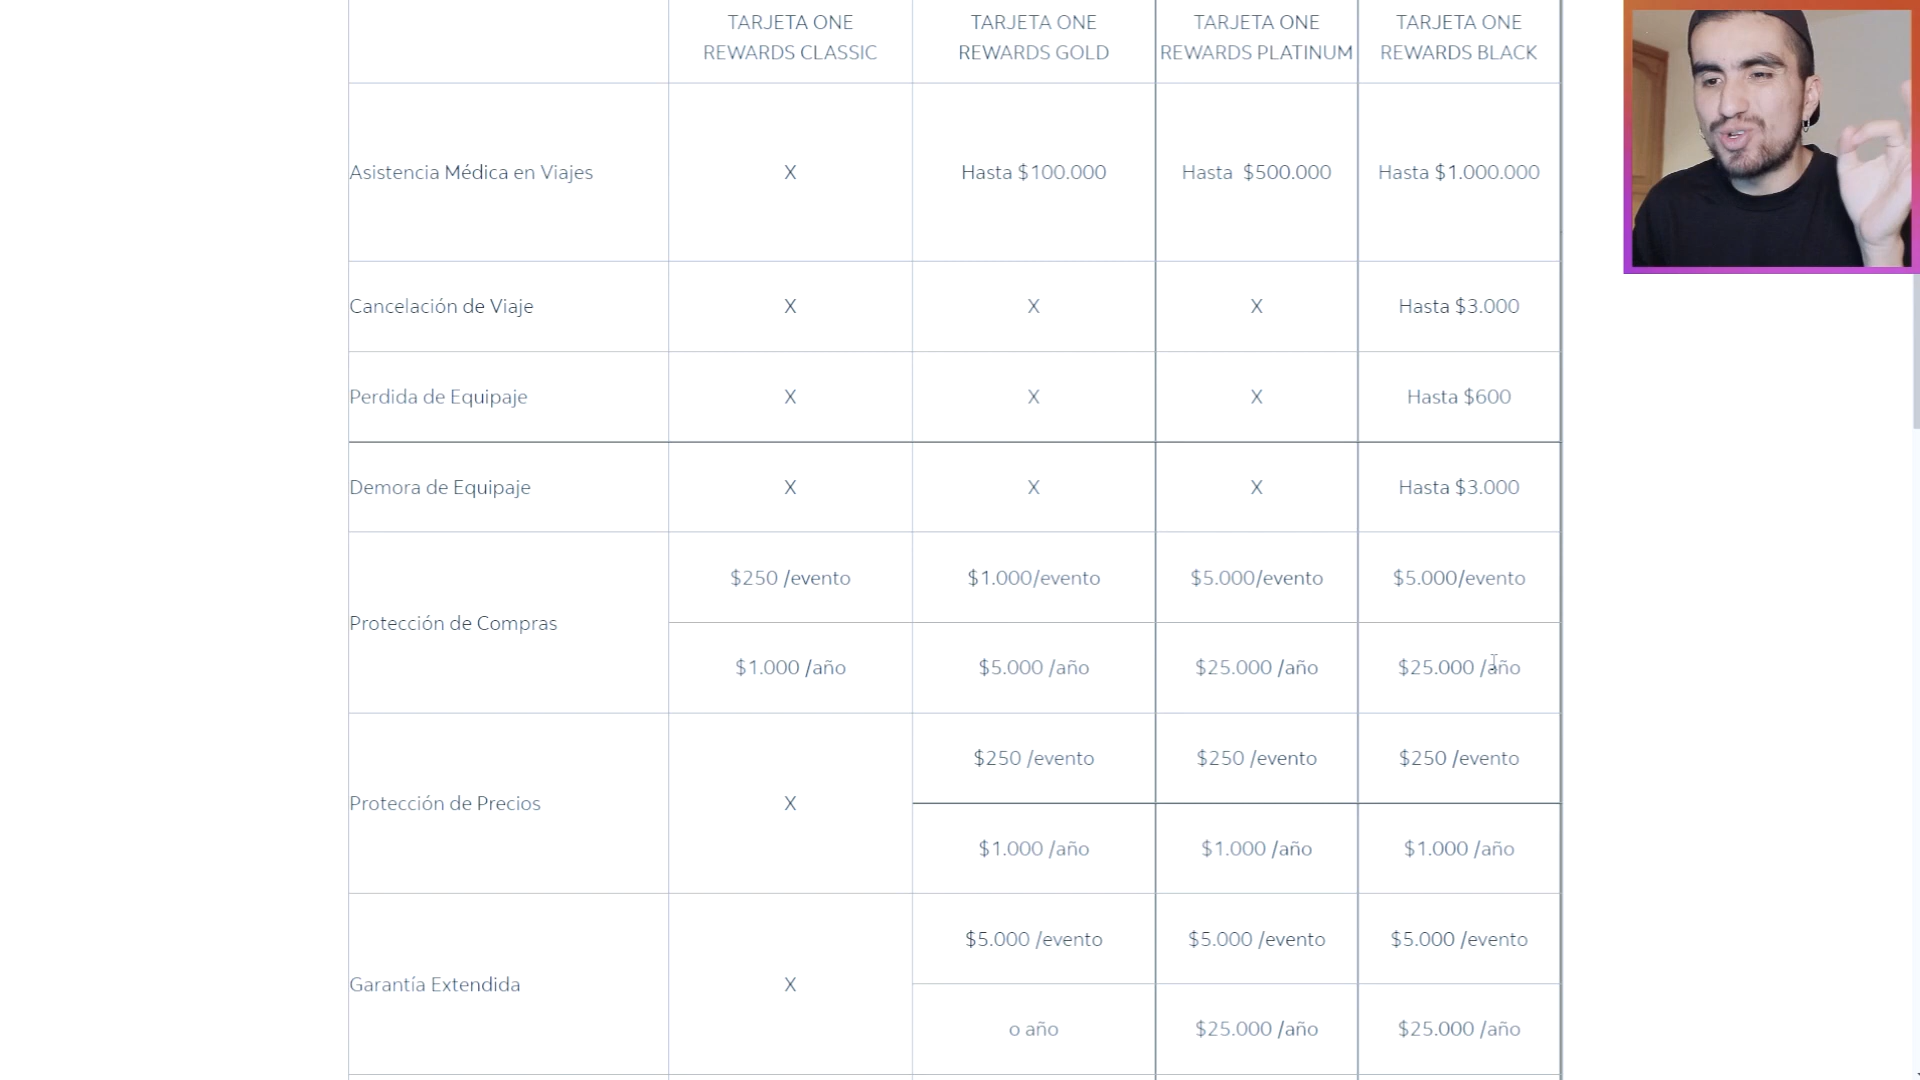 TARJETA ONE
REWARDS CLASSIC
TARJETA ONE
REWARDS GOLD
TARJETA ONE
REWARDS PLATINUM
TARJETA ONE
REWARDS BLACK
Asistencia Médica en Viajes
X
Hasta $100.000
Hasta $500.000
Hasta $1.000.000
Cancelación de Viaje
X
X
X
Hasta $3.000
Perdida de Equipaje
X
X
X
Hasta $600
Demora de Equipaje
X
X
X
Hasta $3.000
Protección de Compras
$250 /evento
$1.000/evento
$5.000/evento
$5.000/evento
$1.000 /año
$5.000 /año
$25.000 /año
$25.000 /año
Protección de Precios
X
$250 /evento
$250 /evento
$250 /evento
$1.000 /año
$1.000 /año
$1.000 /año
Garantía Extendida
X
$5.000 /evento
$5.000 /evento
$5.000 /evento
o año
$25.000 /año
$25.000 /año